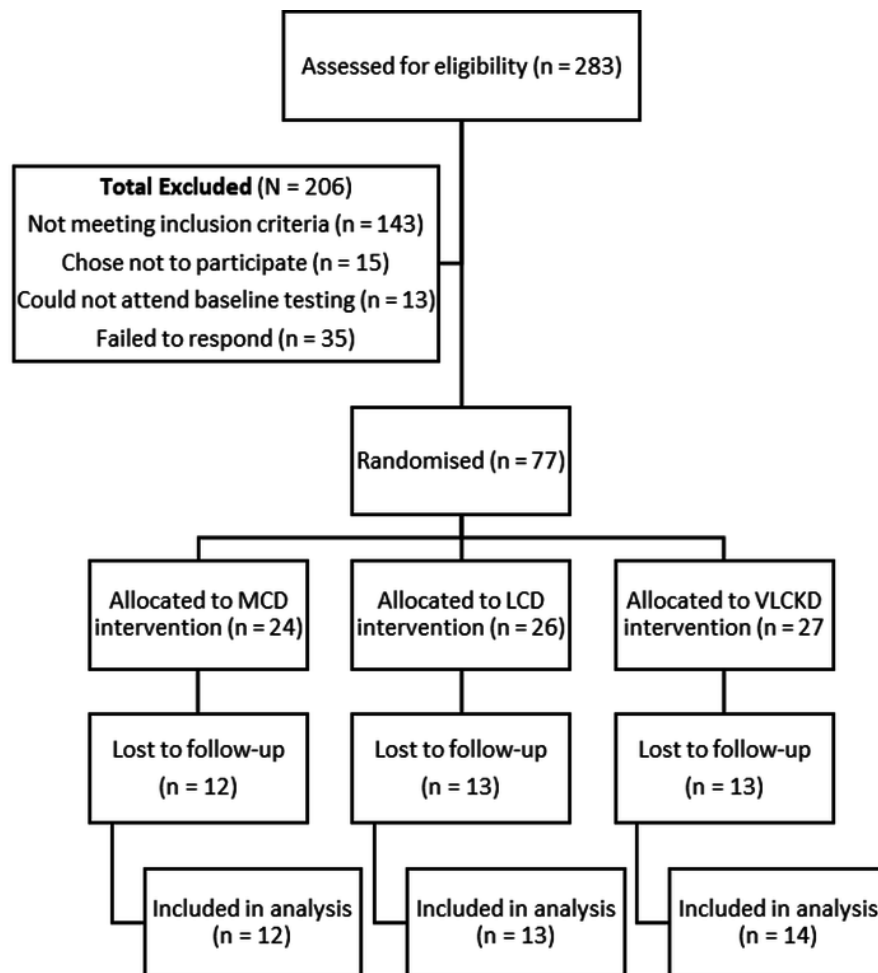 Assessed for eligibility (n = 283)
Total Excluded (N = 206)
Not meeting inclusion criteria (n = 143)
Chose not to participate (n = 15)
Could not attend baseline testing (n = 13)
Failed to respond (n = 35)
Randomised (n = 77)
Allocated to MCD
intervention (n = 24)
Allocated to LCD
intervention (n = 26)
Allocated to VLCKD
intervention (n = 27
Lost to follow-up
(n = 12)
Lost to follow-up
(n = 13)
Lost to follow-up
(n = 13)
Included in analysis
(n = 12)
Included in analysis
(n = 13)
Included in analysis
(n = 14)